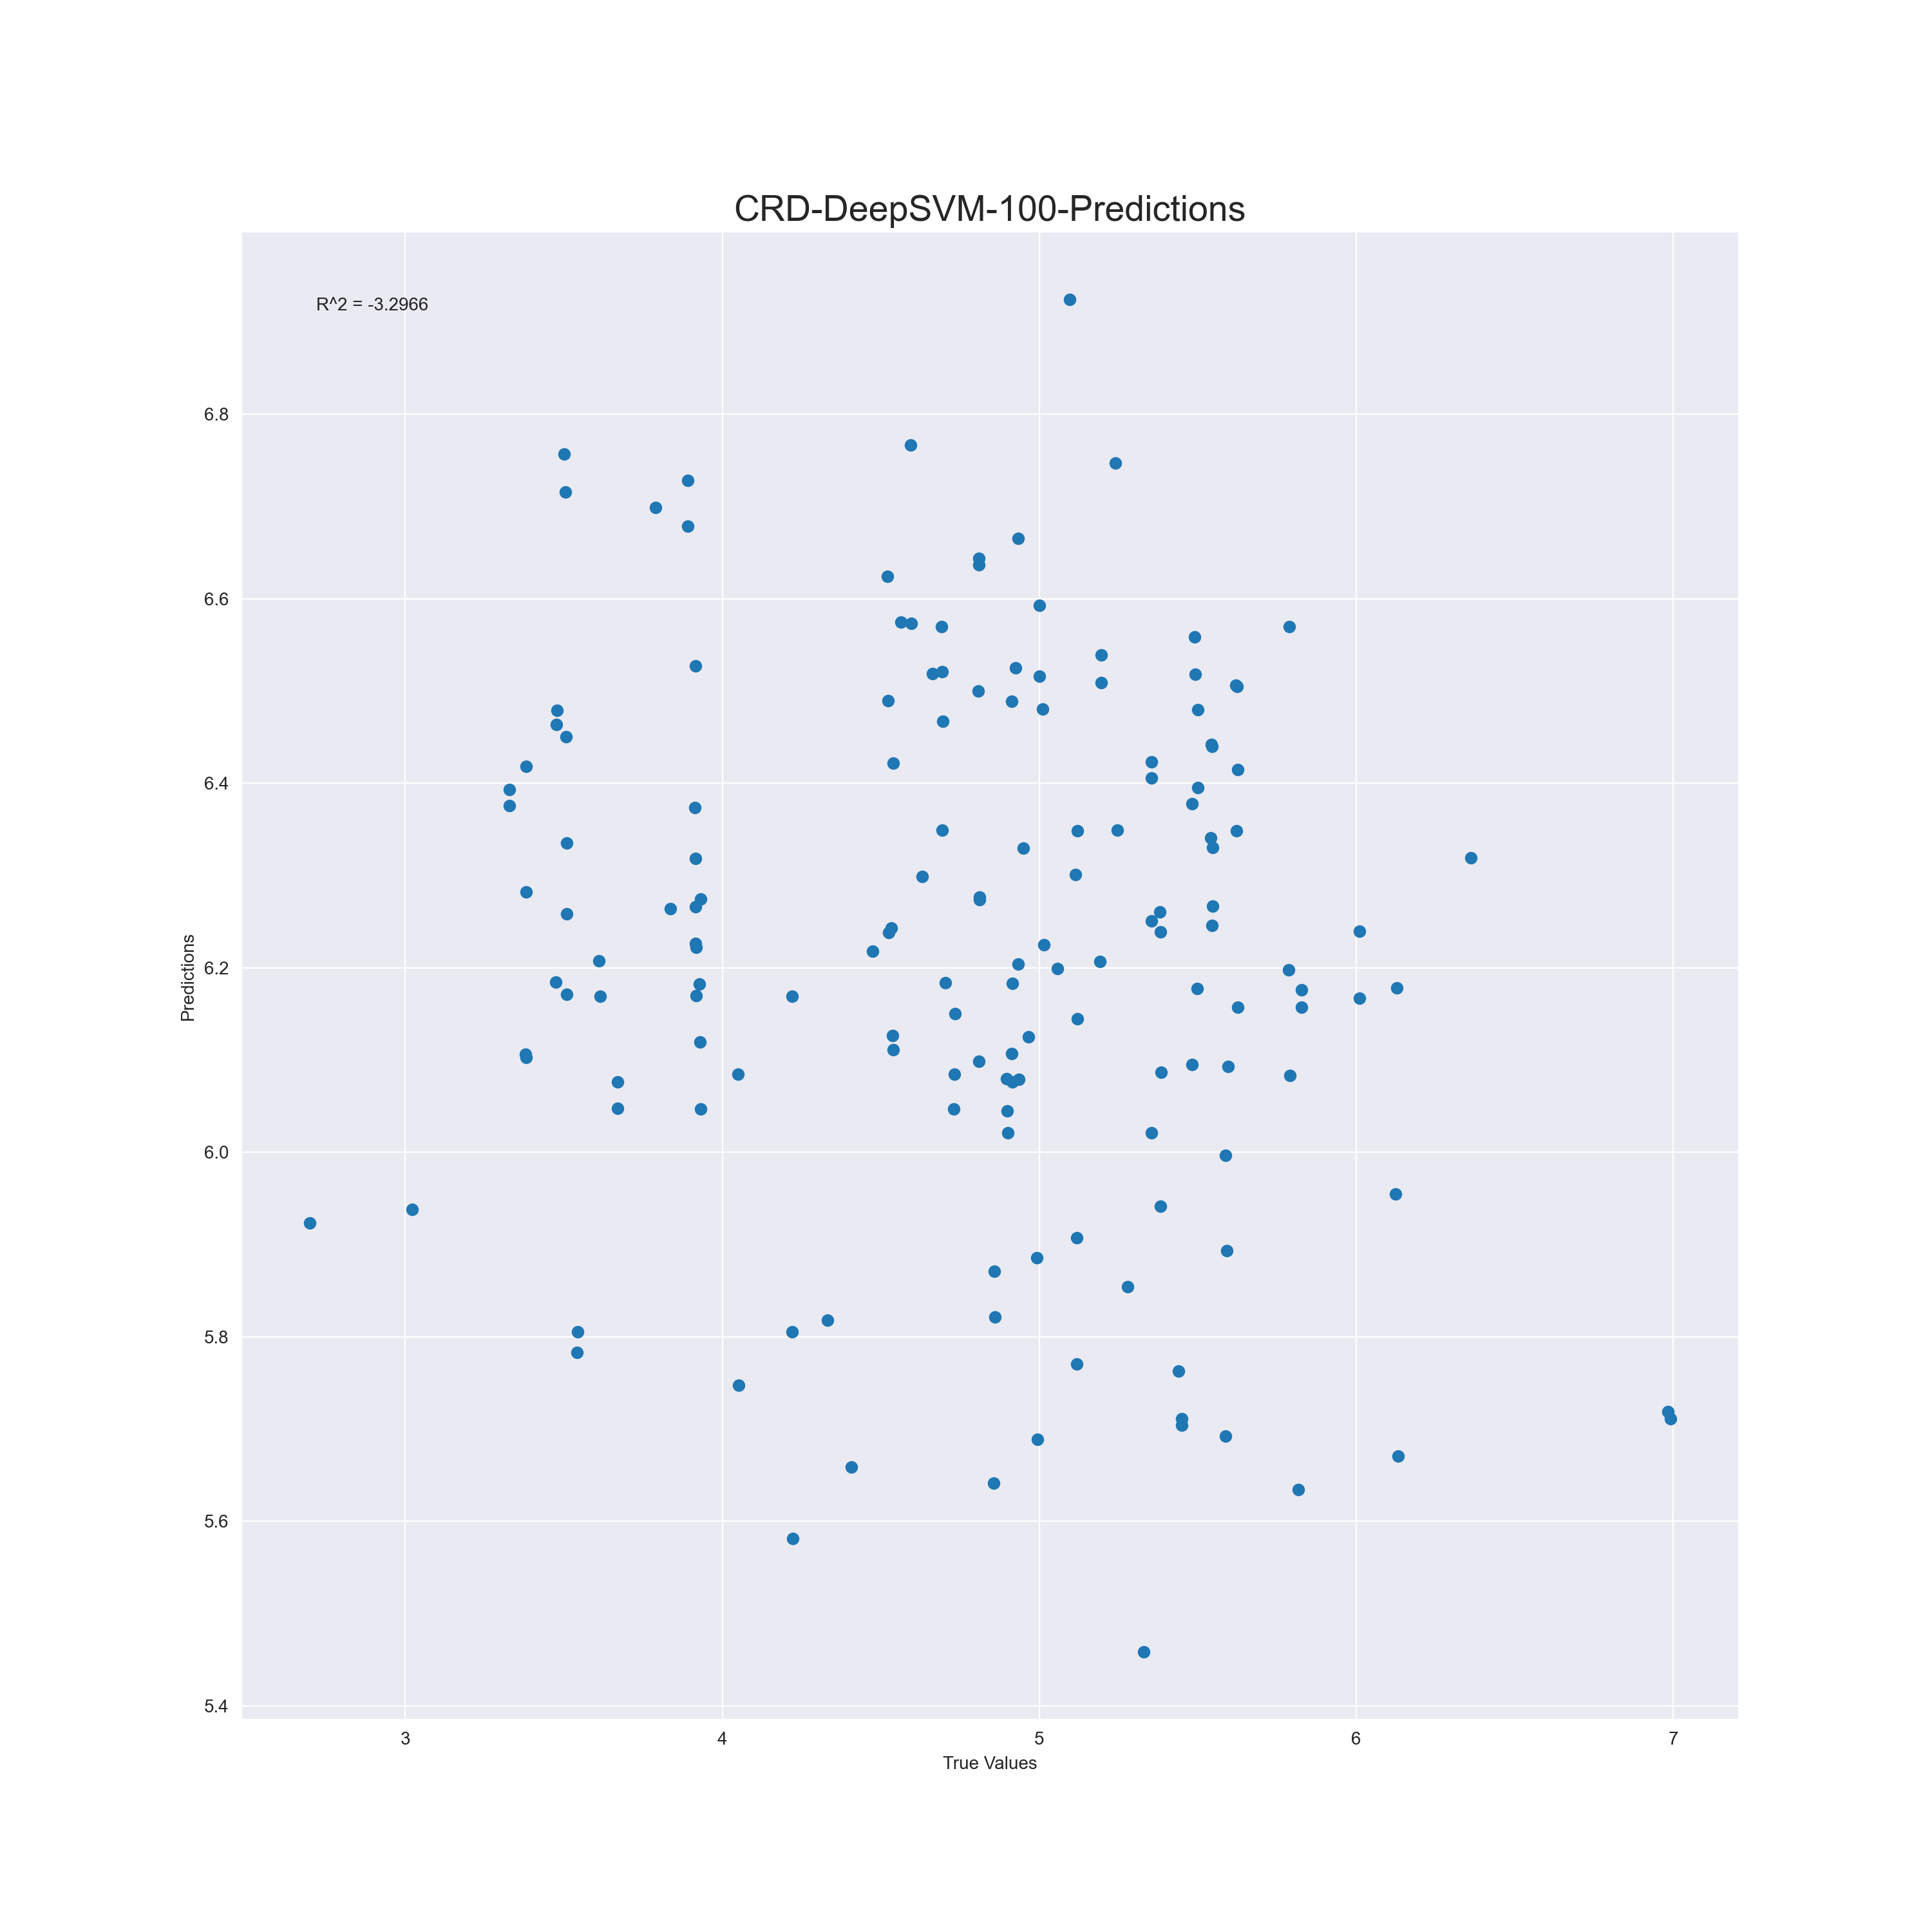 CRD-DeepSVM-100-Predictions
R^2 = -3.2966
6.8
6.6
6.4
6.2
6.0
5.8
5.6
5.4
Predictions
3 4 5 6 7
True Values